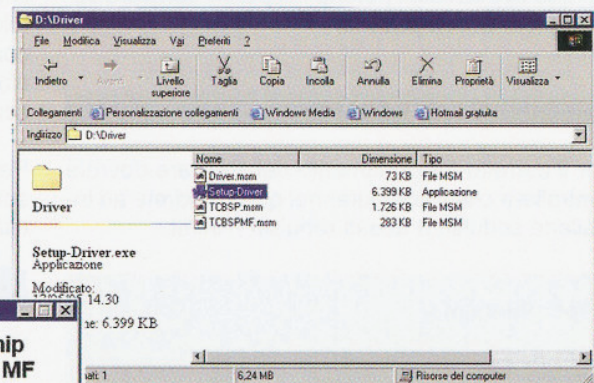 D:\Driver
File Modifica Visualizza Vai Preferiti ?
Indietro Avanti Livello superiore Taglia Copia Incolla Annulla Elimina Proprietà Visualizza
Collegamenti Personalizzazione collegamenti Windows Media Windows Hotmail gratuita
Indirizzo D:\Driver
Nome Dimensione Tipo
Driver.msm 73 KB File MSM
Setup-Driver 6.399 KB Applicazione
TCBSP.msm 1.726 KB File MSM
TCBSPMF.msm 283 KB File MSM
Driver
Setup-Driver.exe
Applicazione
Modificato:
14.30
ne: 6.399 KB
hip
MF
nati: 1 6,24 MB Risorse del computer